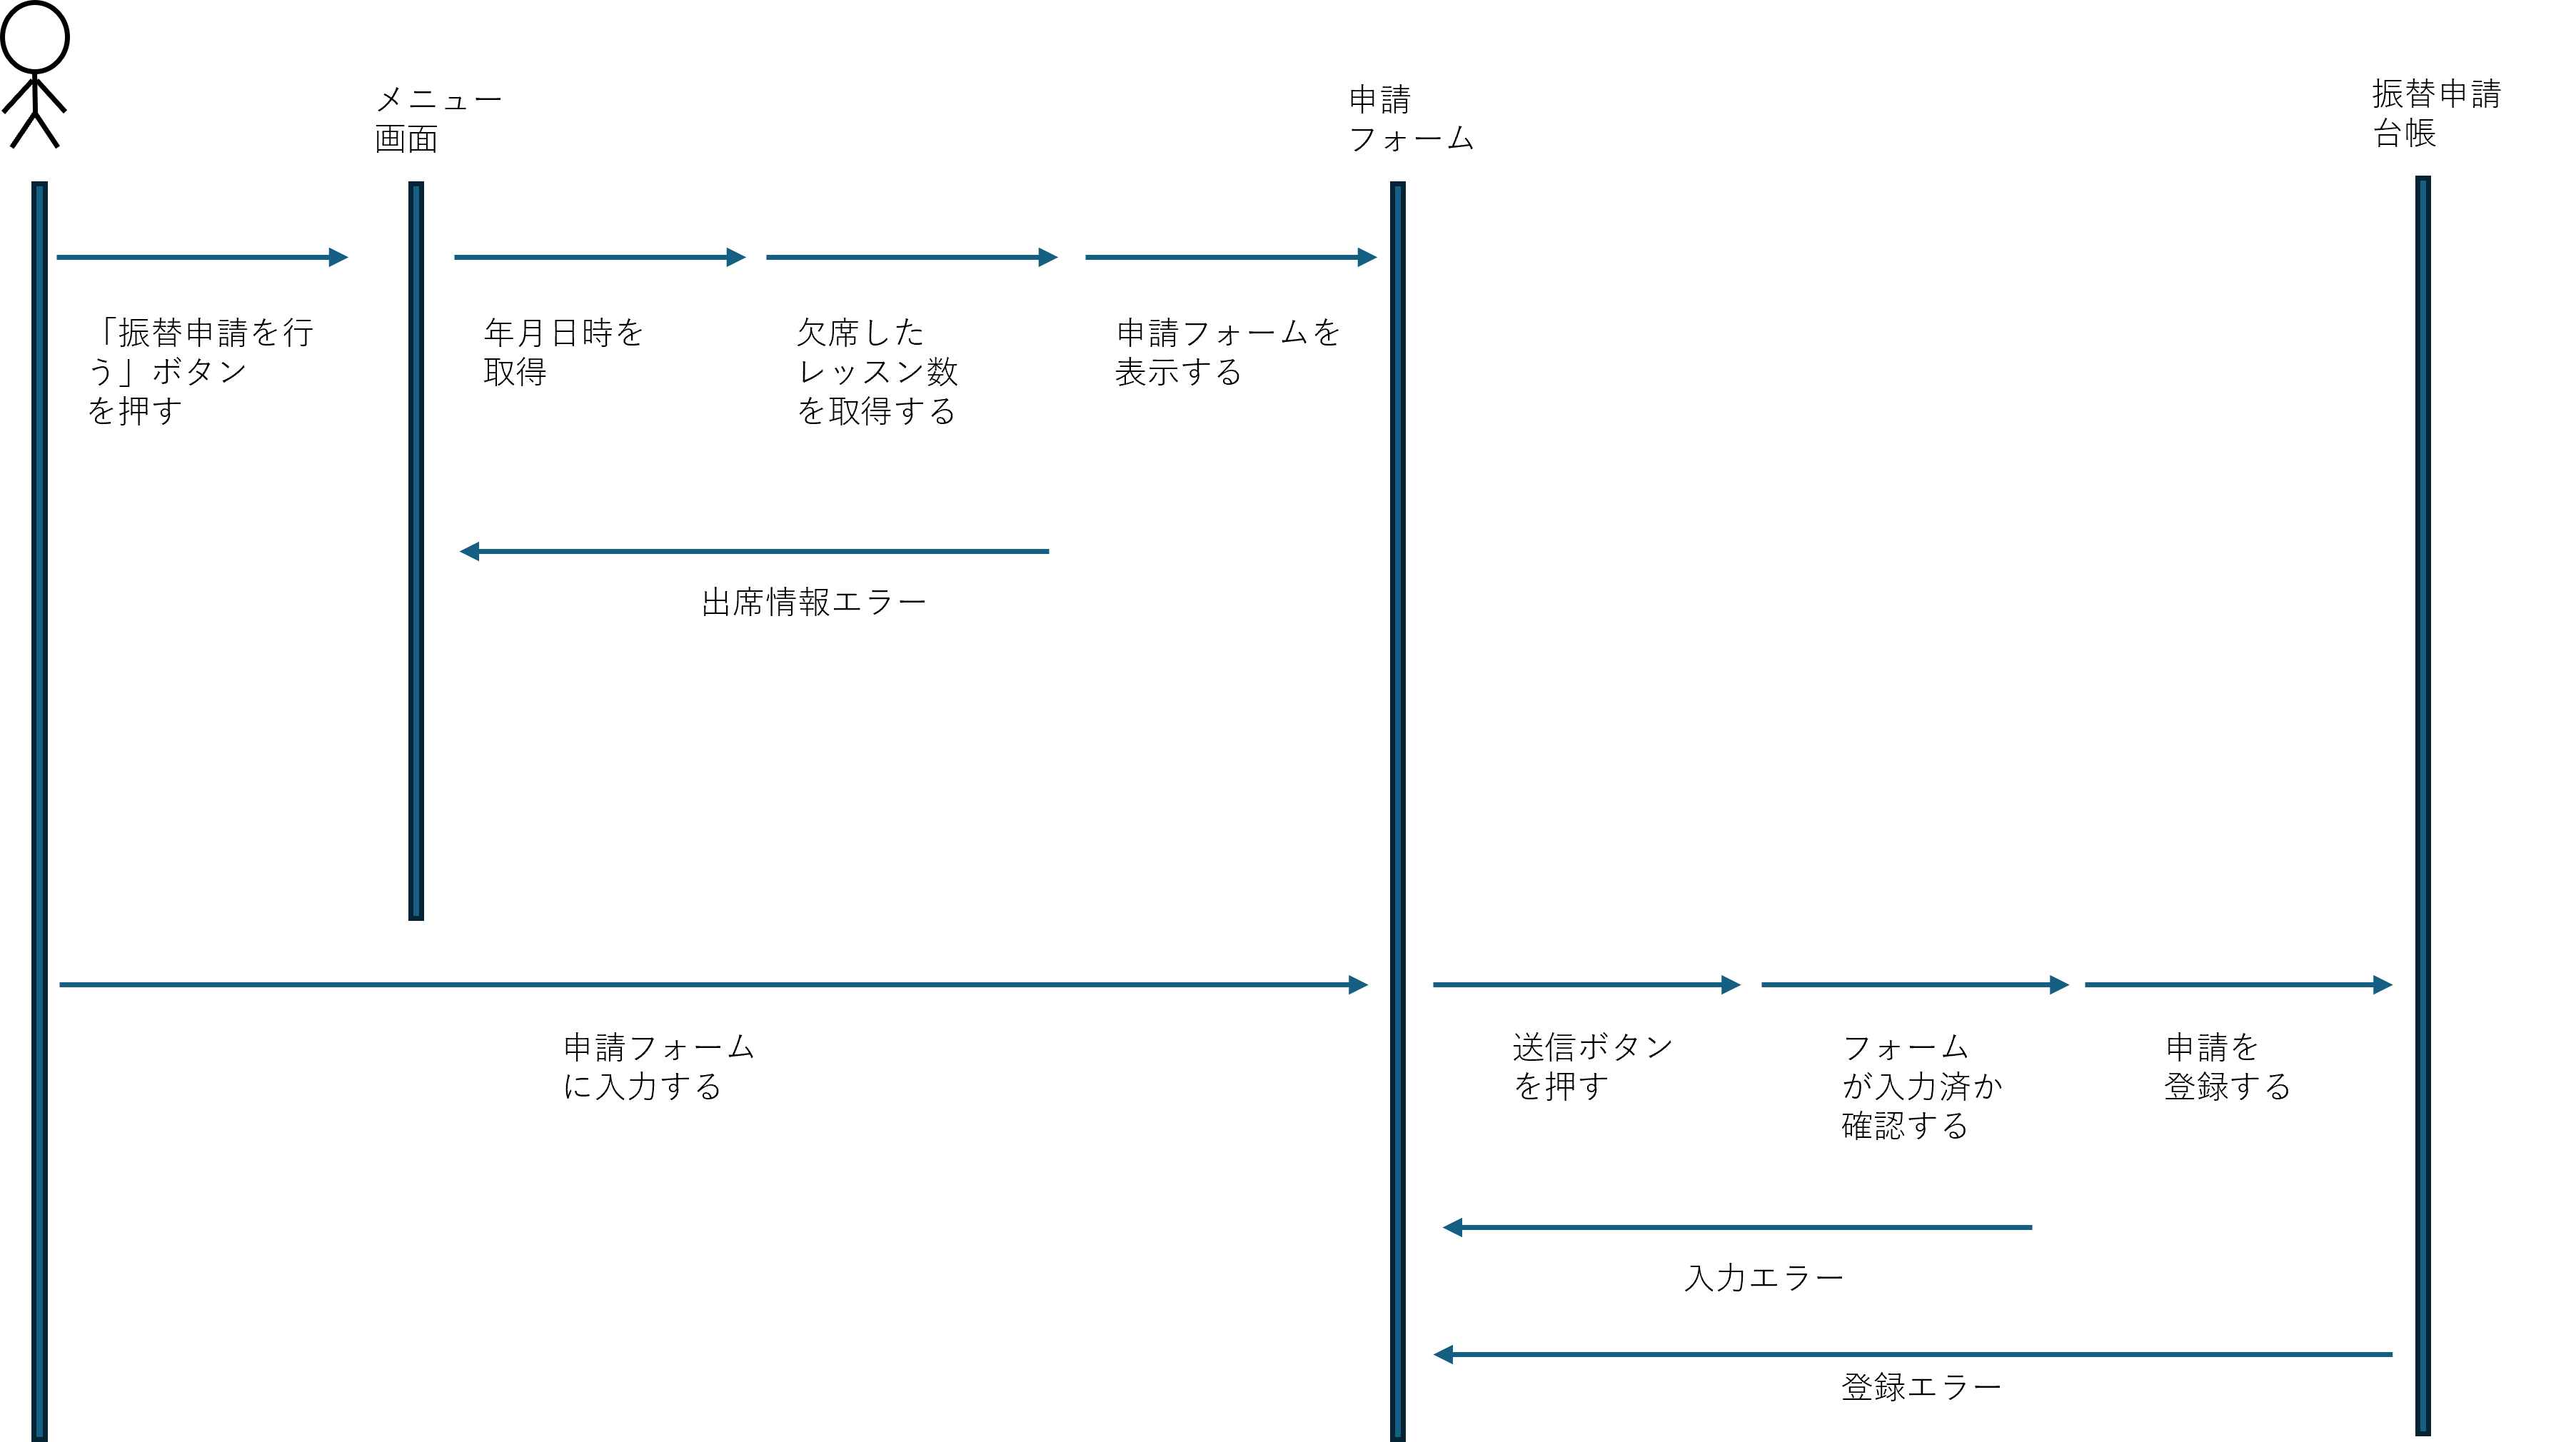 メニュー
画面
申請
フォーム
振替申請
台帳
「振替申請を行
う」ボタン
を押す
年月日時を
取得
欠席した
レッスン数
を取得する
申請フォームを
表示する
出席情報エラー
申請フォーム
に入力する
送信ボタン
を押す
フォーム
が入力済か
確認する
申請を
登録する
入力エラー
登録エラー